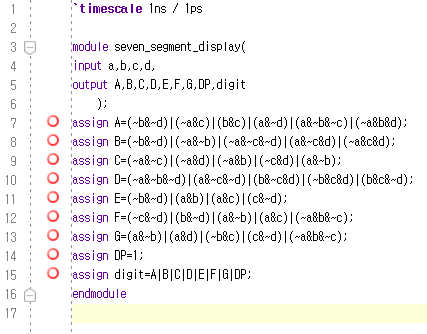 1 `timescale 1ns / 1ps
2
3 module seven_segment_display(
4 input a,b,c,d,
5 output A,B,C,D,E,F,G,DP,digit
6 );
7 assign A=(~b&~d)|(~a&c)|(b&c)|(a&~d)|(a&~b&~c)|(~a&b&d);
8 assign B=(~b&~d)|(~a&~b)|(~a&~c&~d)|(a&~c&d)|(~a&c&d);
9 assign C=(~a&~c)|(~a&d)|(~a&b)|(~c&d)|(a&~b);
10 assign D=(~a&~b&~d)|(a&~c&~d)|(b&~c&d)|(~b&c&d)|(b&c&~d);
11 assign E=(~b&~d)|(a&b)|(a&c)|(c&~d);
12 assign F=(~c&~d)|(b&~d)|(a&~b)|(a&c)|(~a&b&~c);
13 assign G=(a&~b)|(a&d)|(~b&c)|(c&~d)|(~a&b&~c);
14 assign DP=1;
15 assign digit=A|B|C|D|E|F|G|DP;
16 endmodule
17